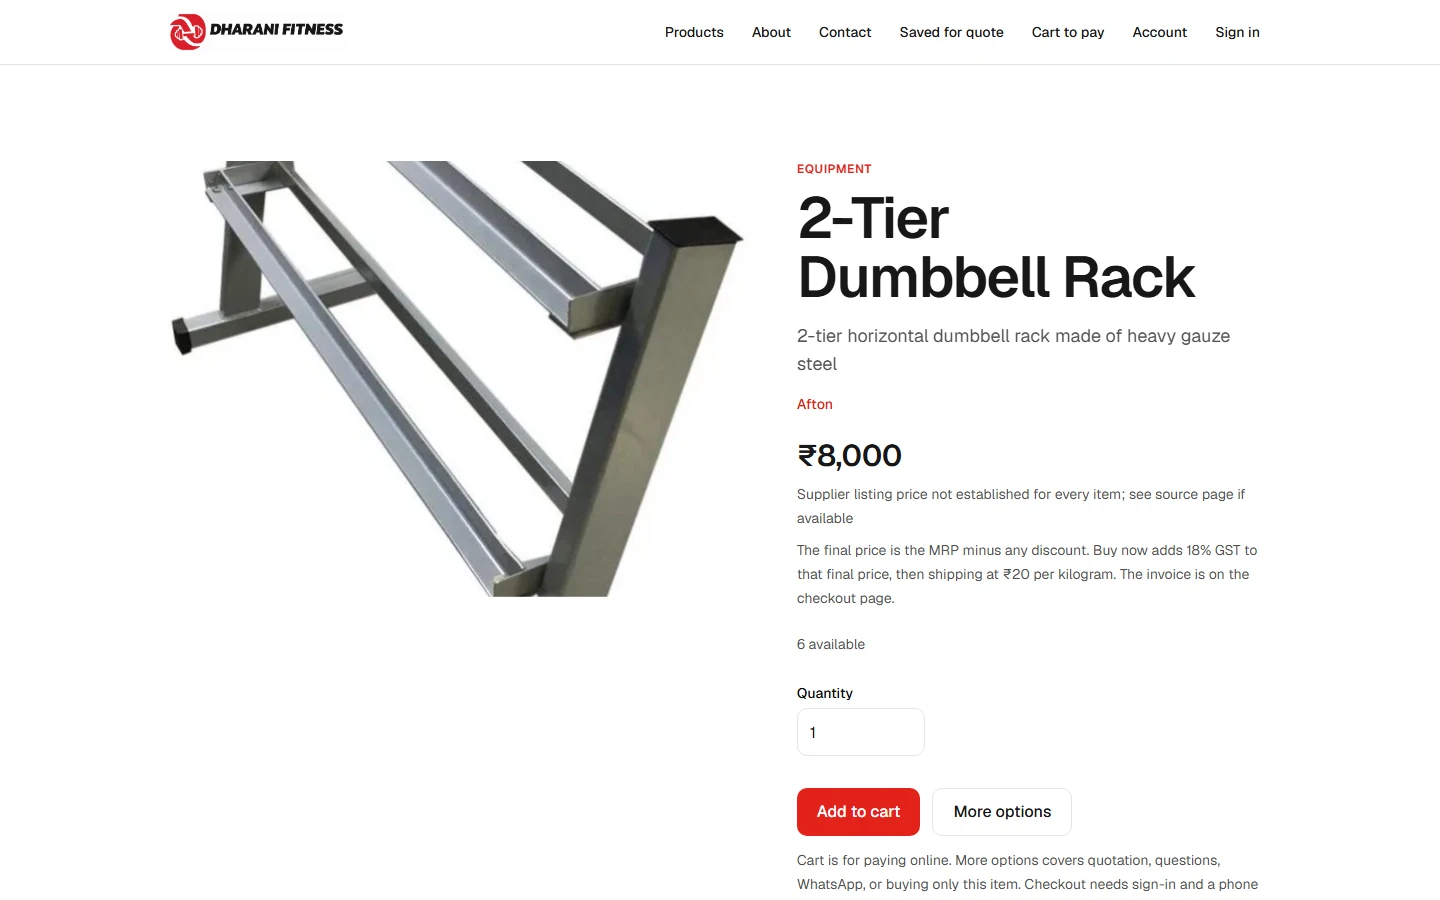 DHARANI FITNESS
Products
About
Contact
Saved for quote
Cart to pay
Account
Sign in
EQUIPMENT
2-Tier
Dumbbell Rack
2-tier horizontal dumbbell rack made of heavy gauze
steel
Afton
₹8,000
Supplier listing price not established for every item; see source page if
available
The final price is the MRP minus any discount. Buy now adds 18% GST to
that final price, then shipping at ₹20 per kilogram. The invoice is on the
checkout page.
6 available
Quantity
1
Add to cart
More options
Cart is for paying online. More options covers quotation, questions,
WhatsApp, or buying only this item. Checkout needs sign-in and a phone